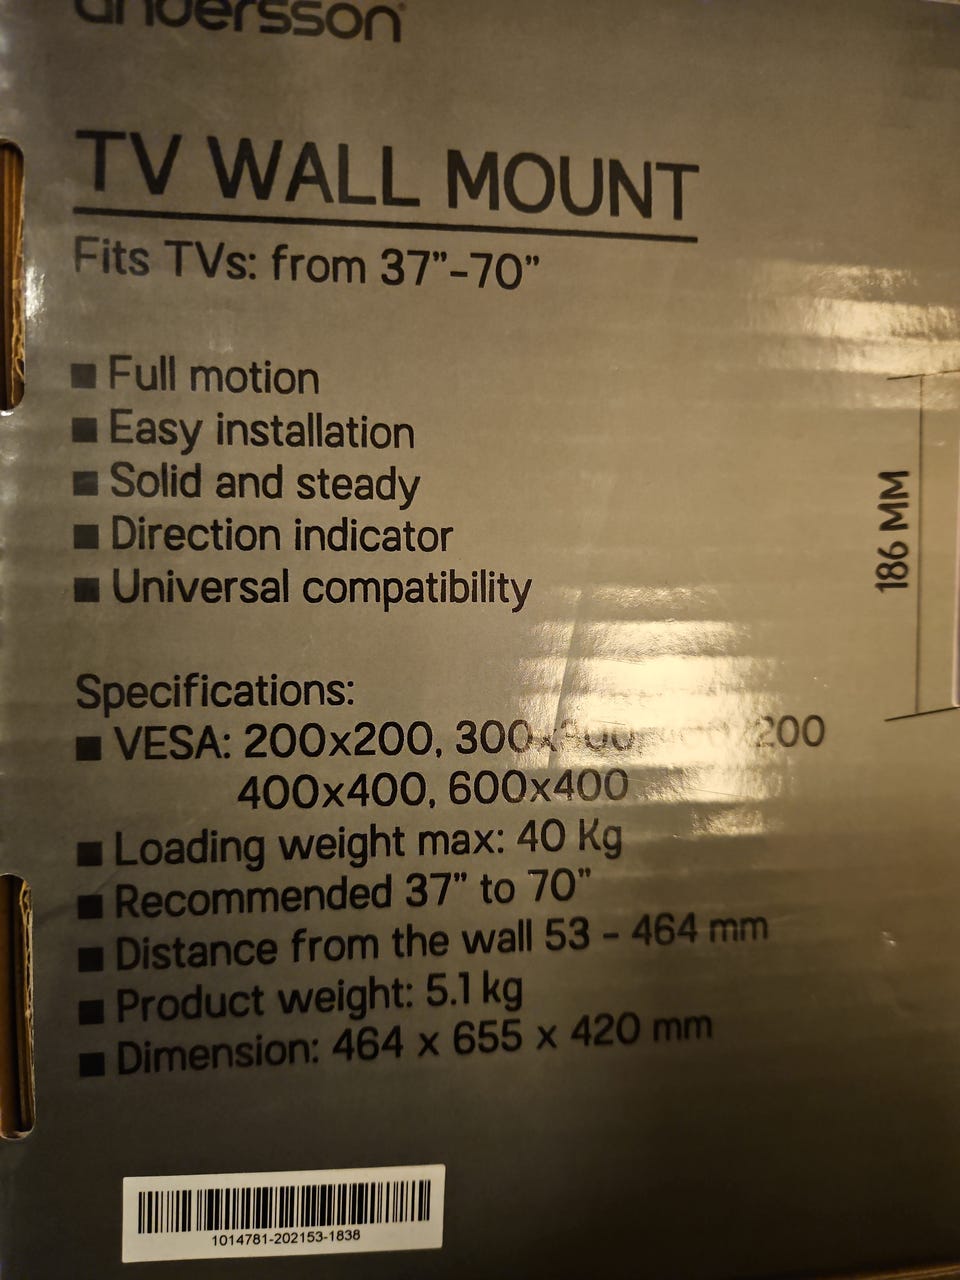 andersson
TV WALL MOUNT
Fits TVs: from 37”-70”
■ Full motion
■ Easy installation
■ Solid and steady
■ Direction indicator
■ Universal compatibility
186 MM
Specifications:
■ VESA: 200x200, 300x300, 400x200
400x400, 600x400
■ Loading weight max: 40 Kg
■ Recommended 37” to 70”
■ Distance from the wall 53 – 464 mm
■ Product weight: 5.1 kg
■ Dimension: 464 x 655 x 420 mm
1014781-202153-1838